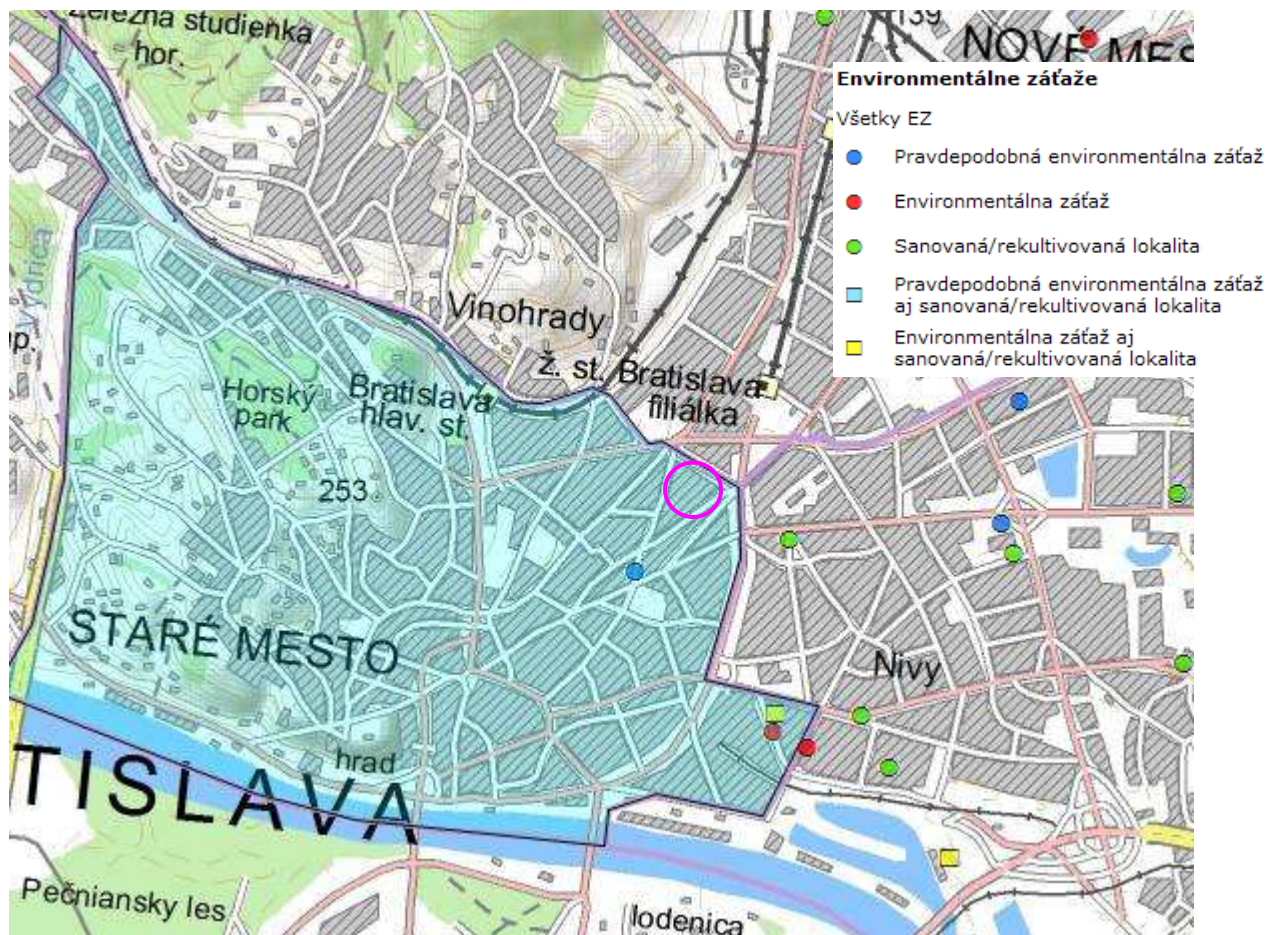 Železná studienka
hor.
139
NOVÉ MES
Environmentálne záťaže
Všetky EZ
Pravdepodobná environmentálna záťaž
Environmentálna záťaž
Sanovaná/rekultivovaná lokalita
Pravdepodobná environmentálna záťaž
aj sanovaná/rekultivovaná lokalita
Environmentálna záťaž aj
sanovaná/rekultivovaná lokalita
ydrica
p.
Vinohrady
ž. st. Bratislava
filiálka
Horský
park
Bratislava
hlav. st.
253
STARÉ MESTO
Nivy
hrad
TISLAVA
Pečniansky les
lodenica